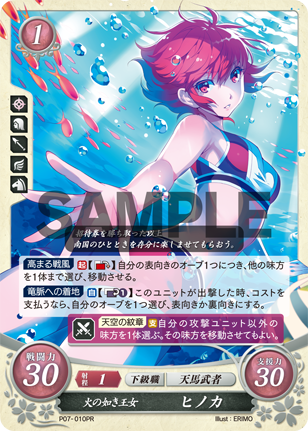 1
招待券を勝ち取った以上
南国のひとときを存分に楽しませてもらおう。
SAMPLE
高まる戦風 起 自分の表向きのオーブ1つにつき、他の味方
を1体まで選び、移動させる。
竜脈への着地 自 このユニットが出撃した時、コストを
支払うなら、自分のオーブを1つ選び、表向きか裏向きにする。
天空の紋章 支 自分の攻撃ユニット以外の
味方を1体選ぶ。その味方を移動させてもよい。
戦闘力
30
射程 1
下級職
天馬武者
火の如き王女
ヒノカ
支援力
30
P07-010PR
Illust : ERIMO